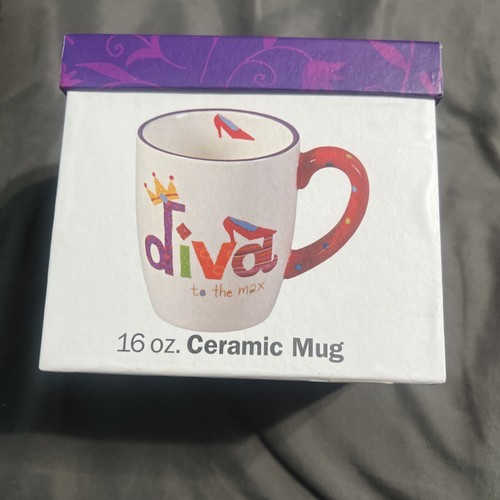 diva
to the max
16 oz. Ceramic Mug